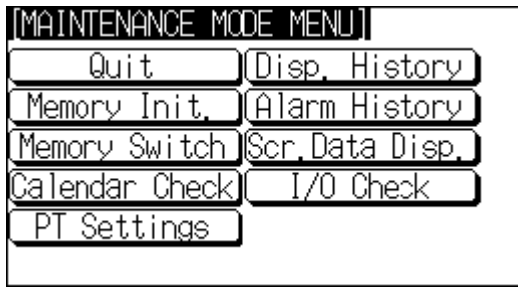 [MAINTENANCE MODE MENU]
Quit
Disp. History
Memory Init.
Alarm History
Memory Switch
Scr.Data Disp.
Calendar Check
I/O Check
PT Settings